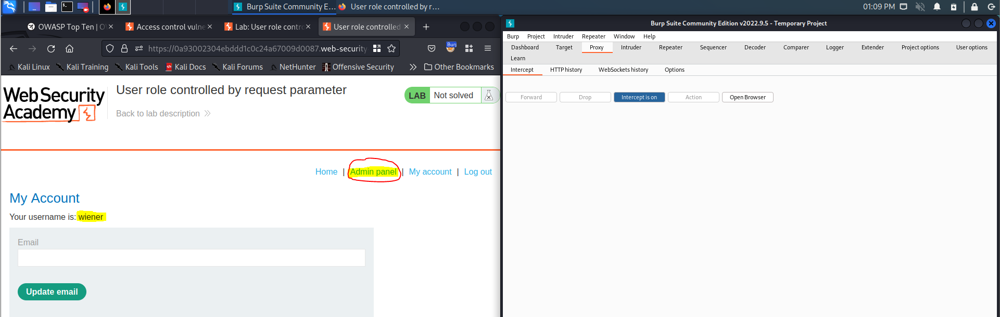 Burp Suite Community E...
User role controlled by r...
01:09 PM
OWASP Top Ten | O
Access control vulne
Lab: User role contro
User role controlled
https://0a93002304ebddd1c0c24a67009d0087.web-security-
Burp
Kali Linux
Kali Training
Kali Tools
Kali Docs
Kali Forums
NetHunter
Offensive Security
Other Bookmarks
Web Security
Academy
User role controlled by request parameter
Back to lab description
LAB
Not solved
Home | Admin panel | My account | Log out
My Account
Your username is: wiener
Email
Update email
Burp Suite Community Edition v2022.9.5 - Temporary Project
Burp Project Intruder Repeater Window Help
Dashboard Target Proxy Intruder Repeater Sequencer Decoder Comparer Logger Extender Project options User options
Learn
Intercept HTTP history WebSockets history Options
Forward Drop Intercept is on Action Open Browser